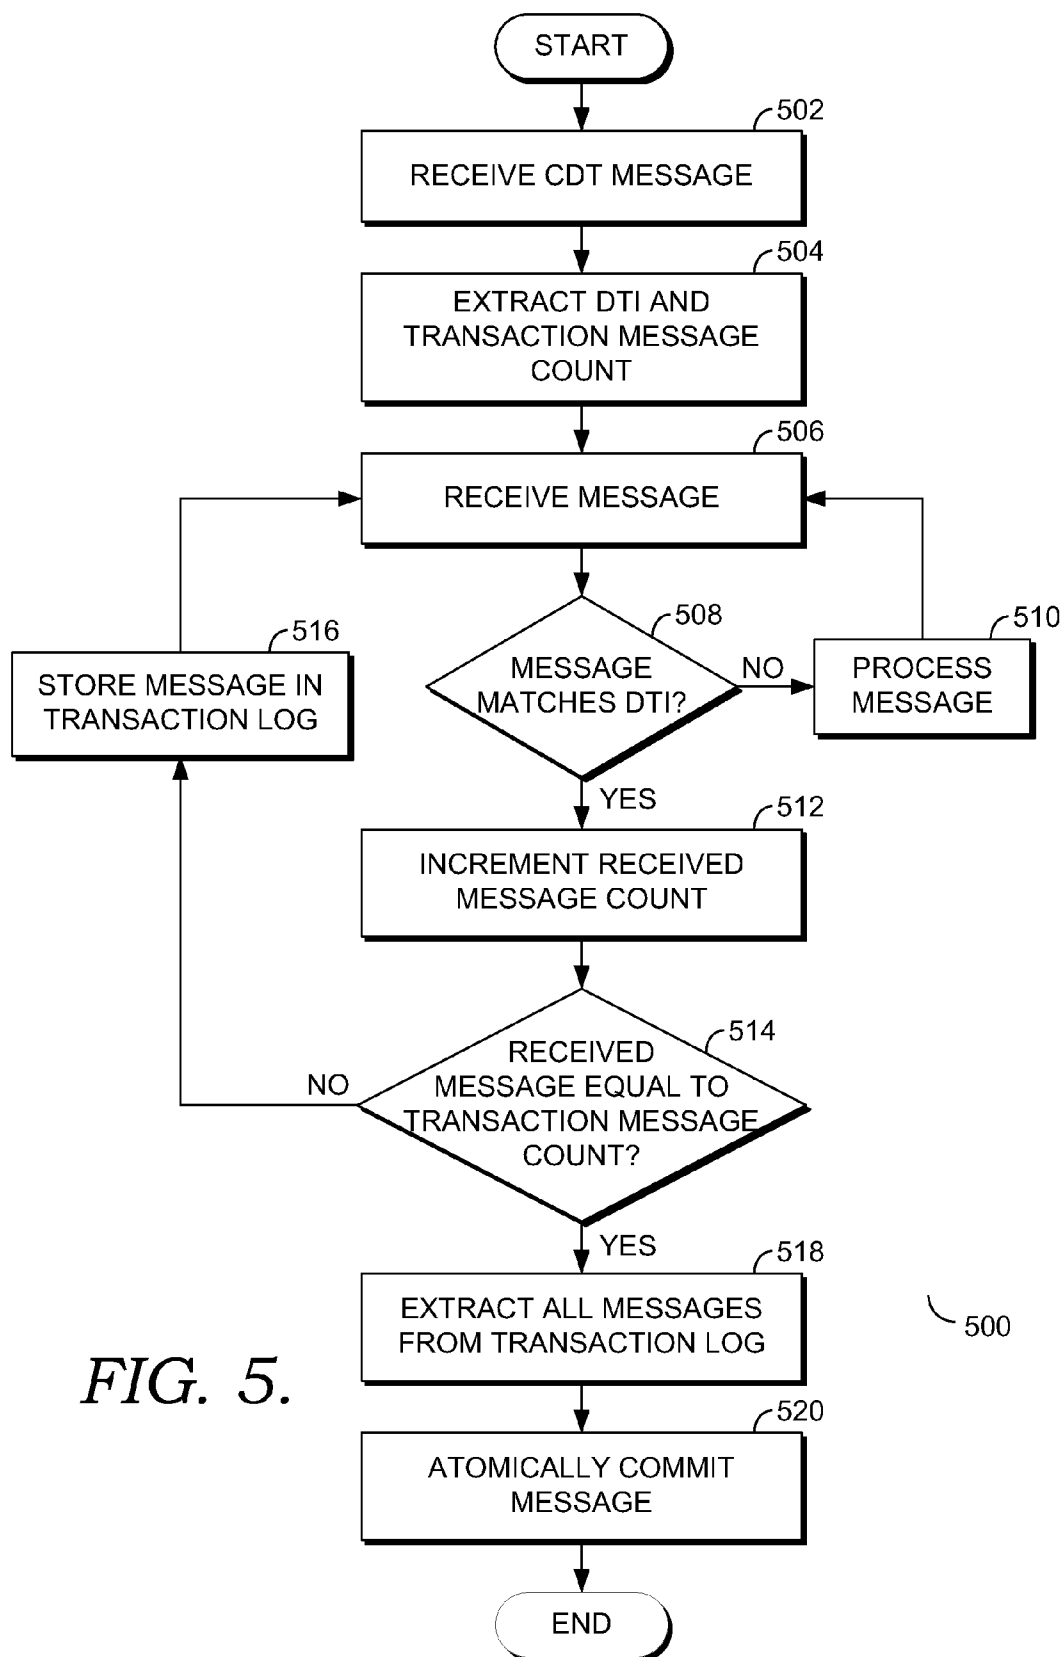 START
502
RECEIVE CDT MESSAGE
504
EXTRACT DTI AND
TRANSACTION MESSAGE
COUNT
506
RECEIVE MESSAGE
508
MESSAGE
MATCHES DTI?
NO
510
PROCESS
MESSAGE
516
STORE MESSAGE IN
TRANSACTION LOG
YES
512
INCREMENT RECEIVED
MESSAGE COUNT
514
RECEIVED
MESSAGE EQUAL TO
TRANSACTION MESSAGE
COUNT?
NO
YES
518
EXTRACT ALL MESSAGES
FROM TRANSACTION LOG
500
FIG. 5.
520
ATOMICALLY COMMIT
MESSAGE
END